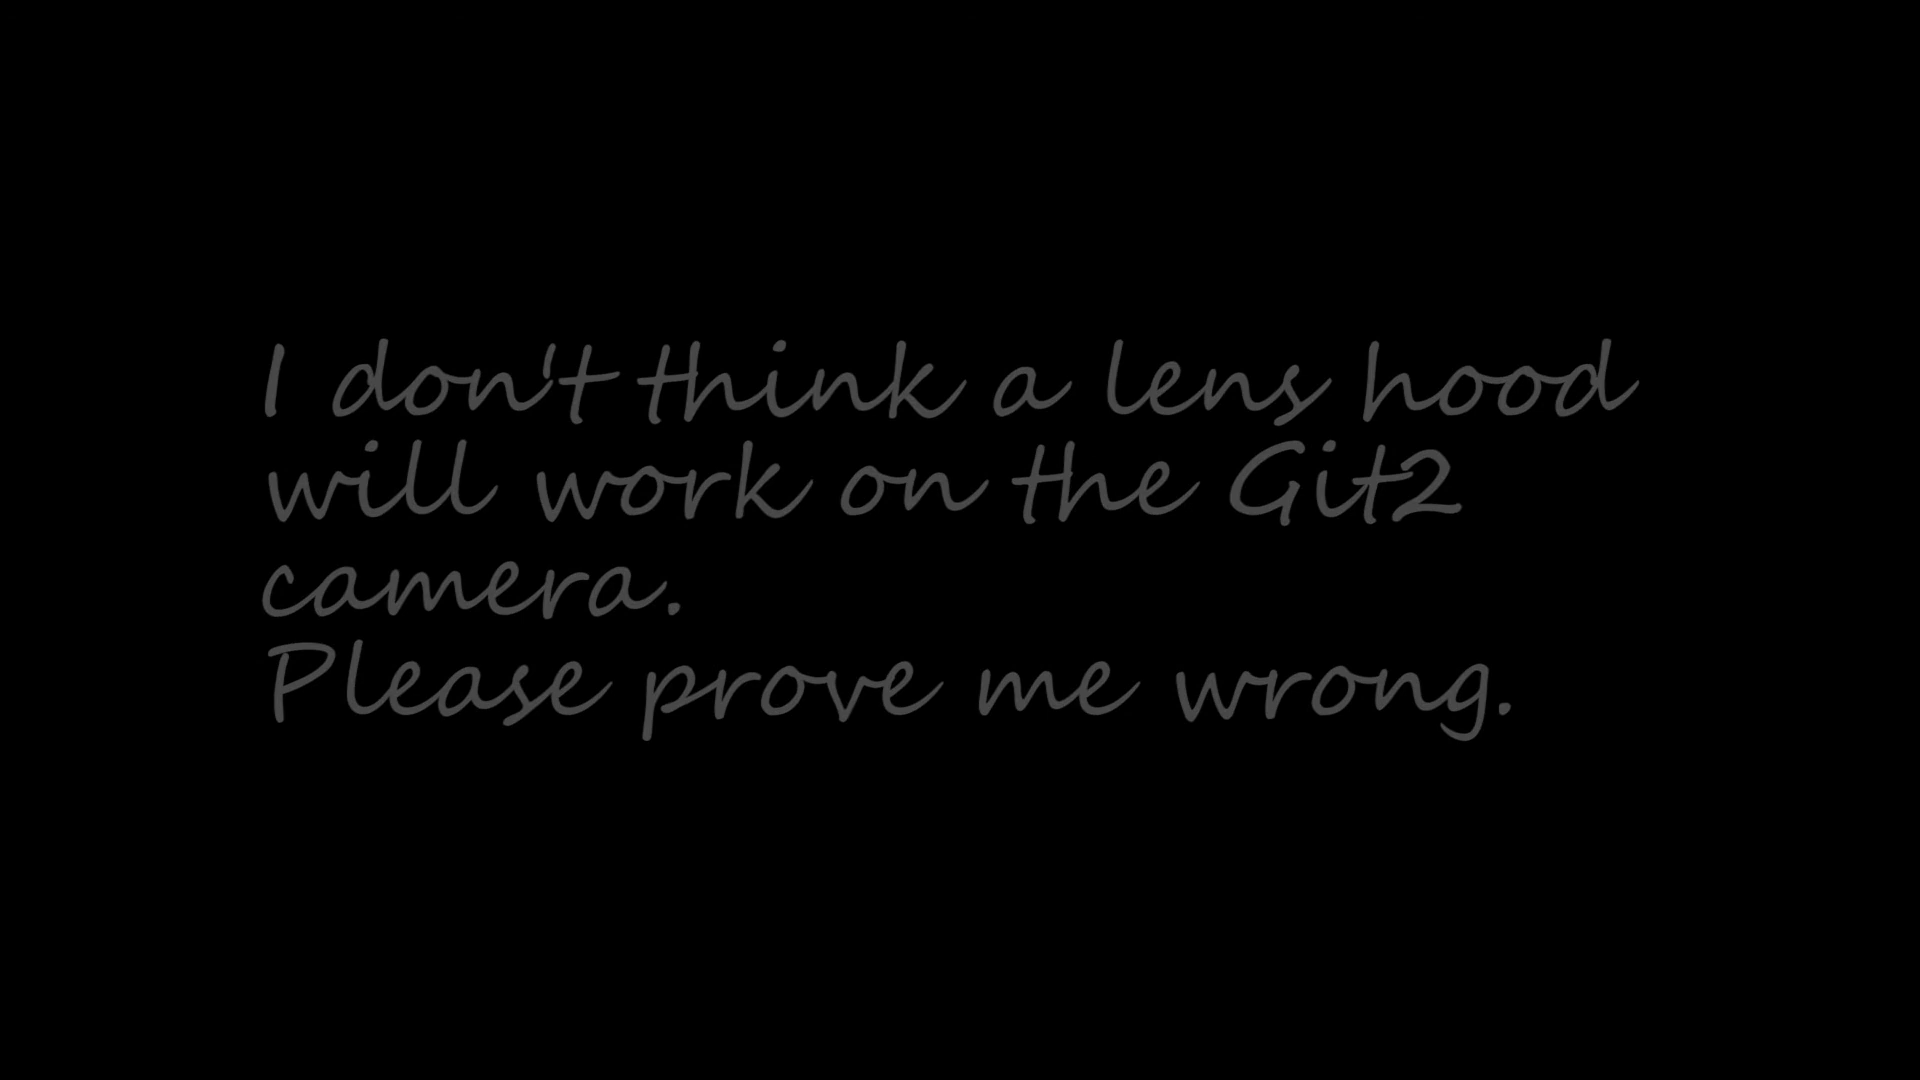 I don't think a lens hood
will work on the Git2
camera.
Please prove me wrong.